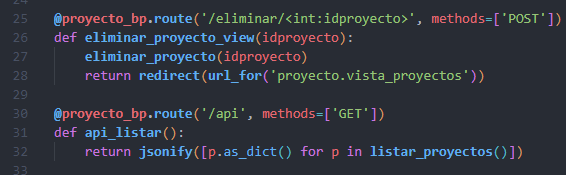 25 @proyecto_bp.route('/eliminar/<int:idproyecto>', methods=['POST'])
26 def eliminar_proyecto_view(idproyecto):
27     eliminar_proyecto(idproyecto)
28     return redirect(url_for('proyecto.vista_proyectos'))
29
30 @proyecto_bp.route('/api', methods=['GET'])
31 def api_listar():
32     return jsonify([p.as_dict() for p in listar_proyectos()])